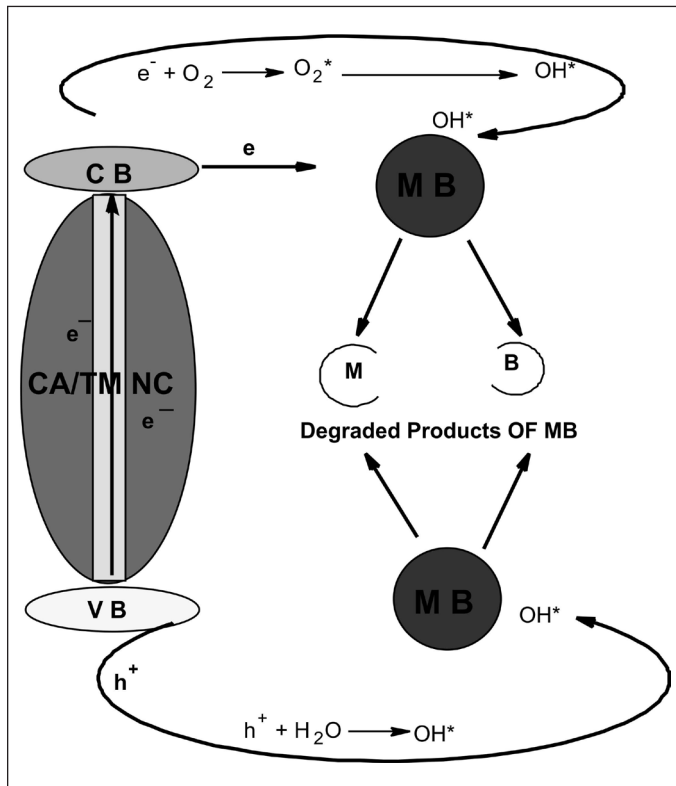 e⁻ + O₂ → O₂* → OH*
OH*
e
C B
M B
e⁻
CA/TM NC
e⁻
M
B
Degraded Products OF MB
V B
M B
OH*
h⁺
h⁺ + H₂O → OH*